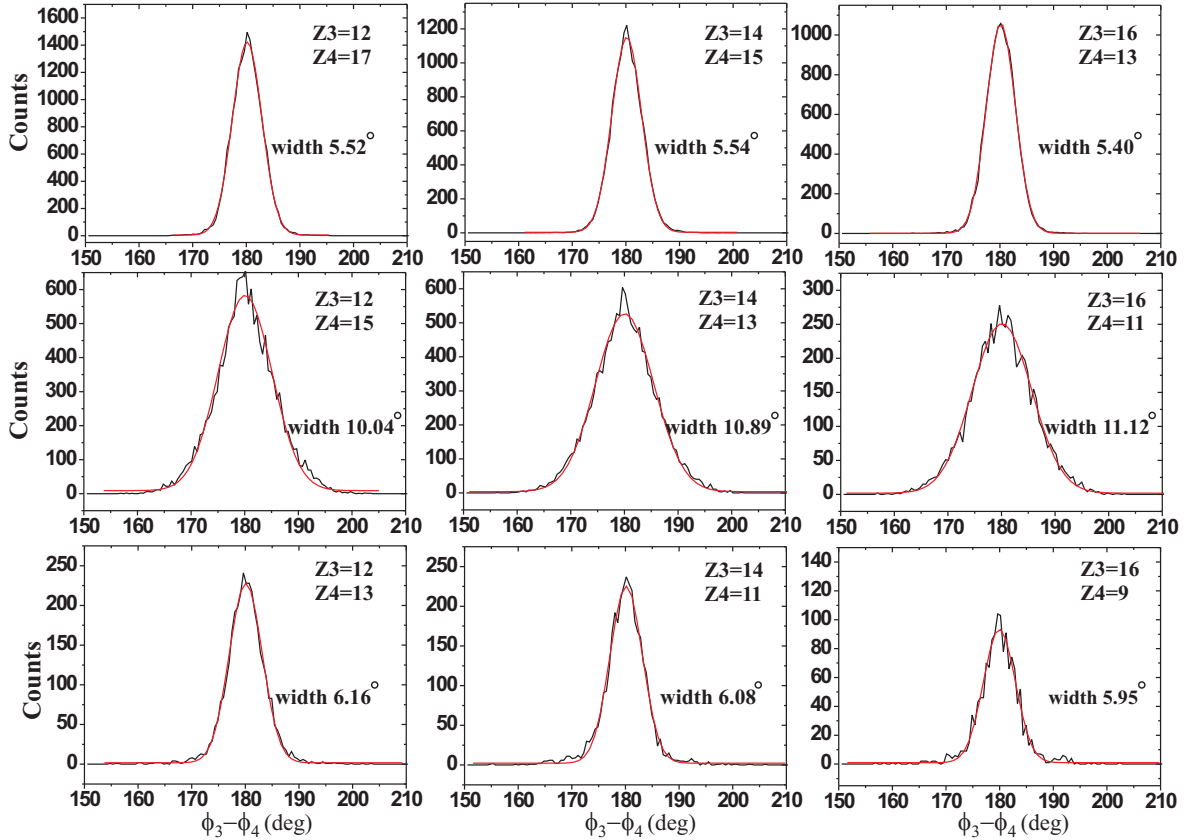 Counts
1600
1400
1200
1000
800
600
400
200
0
150 160 170 180 190 200 210
Z3=12
Z4=17
width 5.52°
1200
1000
800
600
400
200
0
150 160 170 180 190 200 210
Z3=14
Z4=15
width 5.54°
1000
800
600
400
200
0
150 160 170 180 190 200 210
Z3=16
Z4=13
width 5.40°
Counts
600
500
400
300
200
100
0
150 160 170 180 190 200 210
Z3=12
Z4=15
width 10.04°
600
500
400
300
200
100
0
150 160 170 180 190 200 210
Z3=14
Z4=13
width 10.89°
300
250
200
150
100
50
0
150 160 170 180 190 200 210
Z3=16
Z4=11
width 11.12°
Counts
250
200
150
100
50
0
150 160 170 180 190 200 210
Z3=12
Z4=13
width 6.16°
ϕ3−ϕ4 (deg)
250
200
150
100
50
0
150 160 170 180 190 200 210
Z3=14
Z4=11
width 6.08°
ϕ3−ϕ4 (deg)
140
120
100
80
60
40
20
0
150 160 170 180 190 200 210
Z3=16
Z4=9
width 5.95°
ϕ3−ϕ4 (deg)